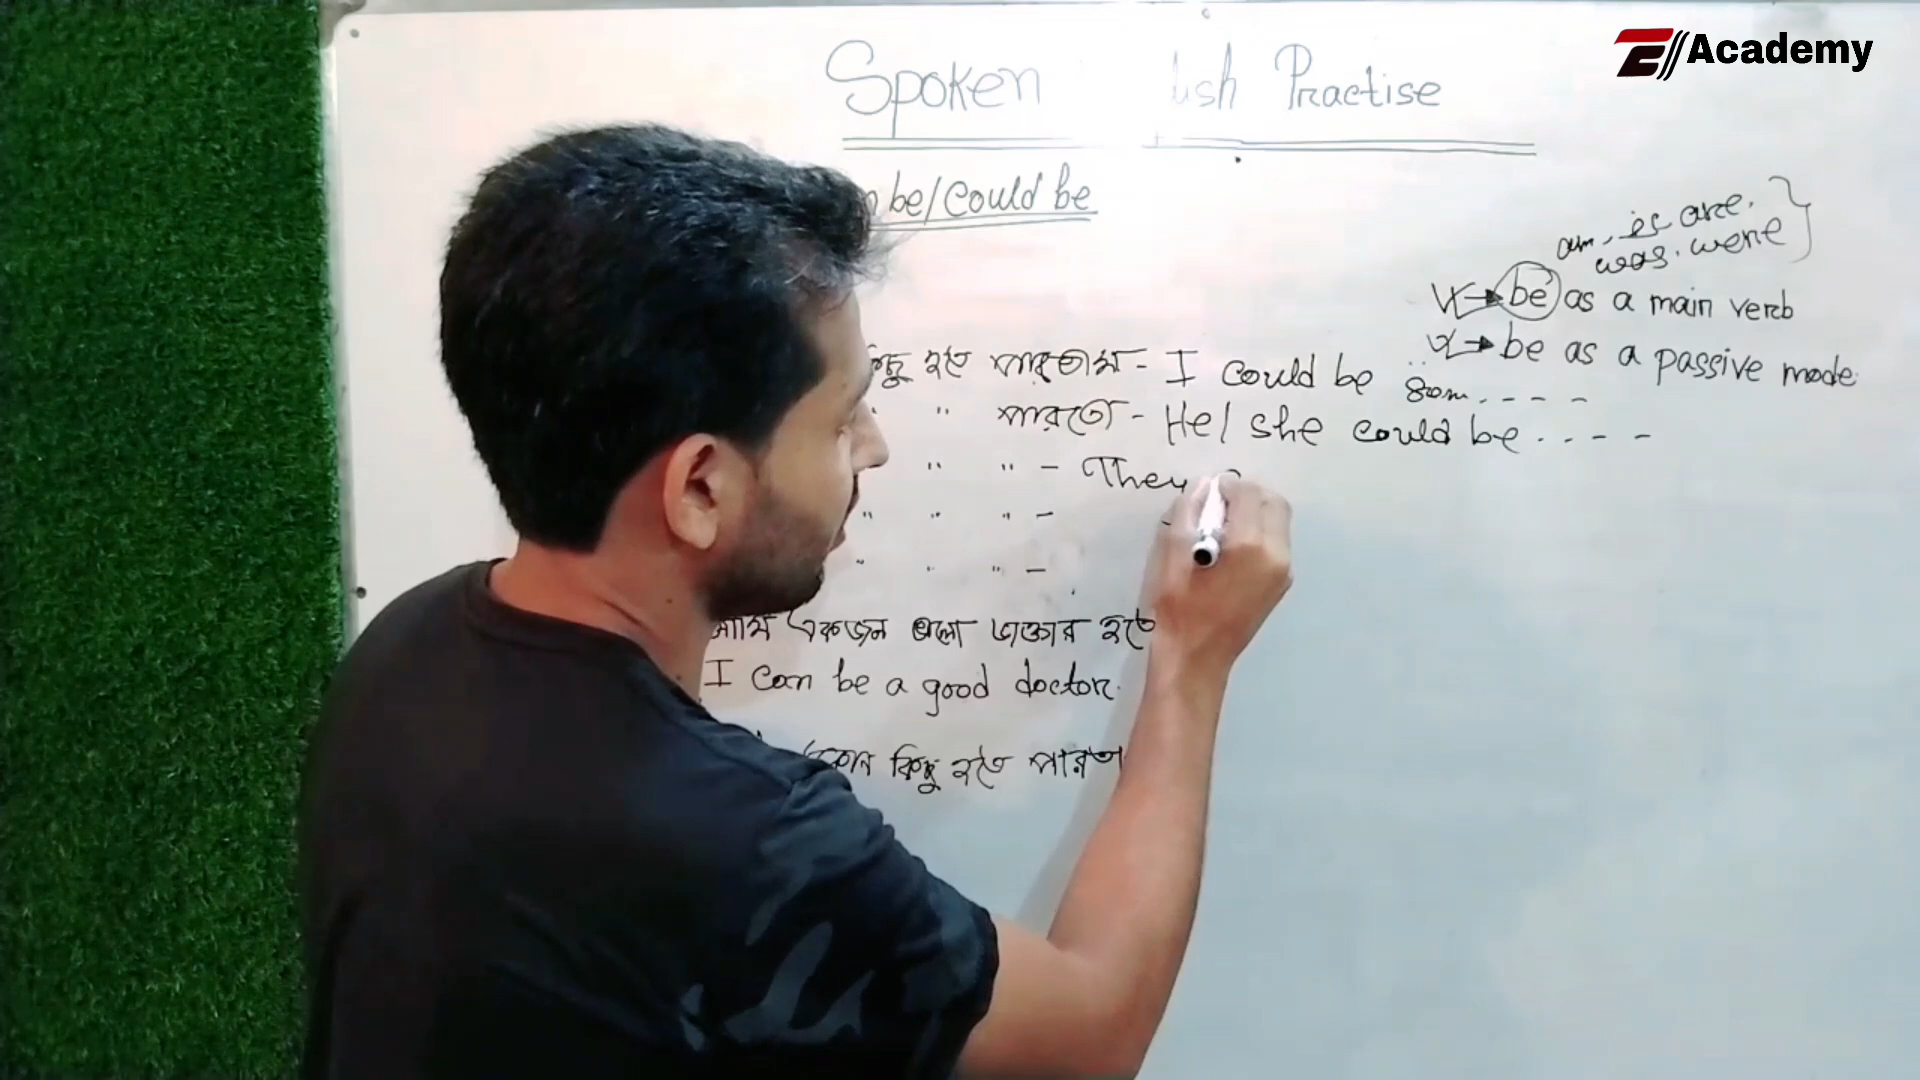 Academy
Spoken lish Practise
be/could be
am, is are.
was. were }
be as a main verb
be as a passive mode
কিছু হতে পারতাম - I could be som. - - - -
" " পারতো - He/ she could be. - - - -
" " - They
" " " -
" " " -
আমি একজন ভালো ডাক্তার হতে
I can be a good doctor.
কিছু হতে পারতা